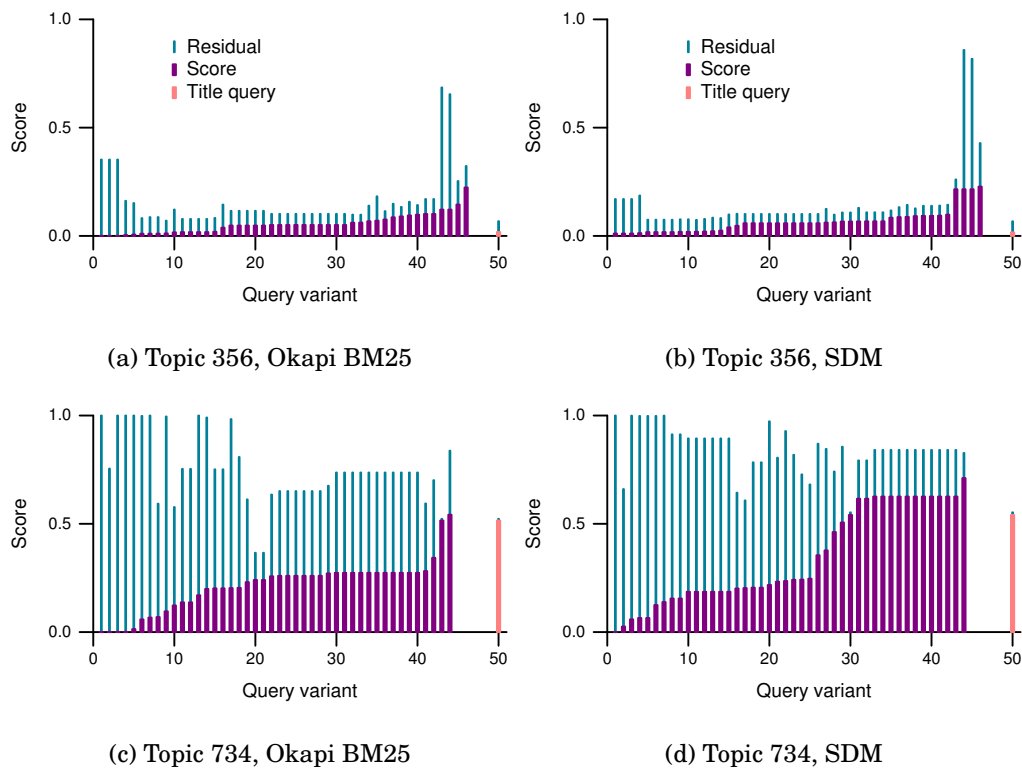 1.0
0.5
0.0
Score
Residual
Score
Title query
0 10 20 30 40 50
Query variant
(a) Topic 356, Okapi BM25
1.0
0.5
0.0
Score
Residual
Score
Title query
0 10 20 30 40 50
Query variant
(b) Topic 356, SDM
1.0
0.5
0.0
Score
0 10 20 30 40 50
Query variant
(c) Topic 734, Okapi BM25
1.0
0.5
0.0
Score
0 10 20 30 40 50
Query variant
(d) Topic 734, SDM